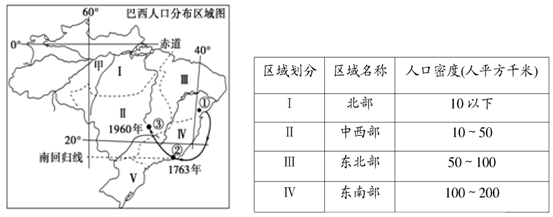 巴西人口分布区域图
60°
0°
赤道
40°
甲
Ⅰ
Ⅲ
①
Ⅱ
③
1960年
Ⅳ
20°
②
南回归线
1763年
Ⅴ
区域划分 区域名称 人口密度(人平方千米)
Ⅰ 北部 10以下
Ⅱ 中西部 10~50
Ⅲ 东北部 50~100
Ⅳ 东南部 100~200